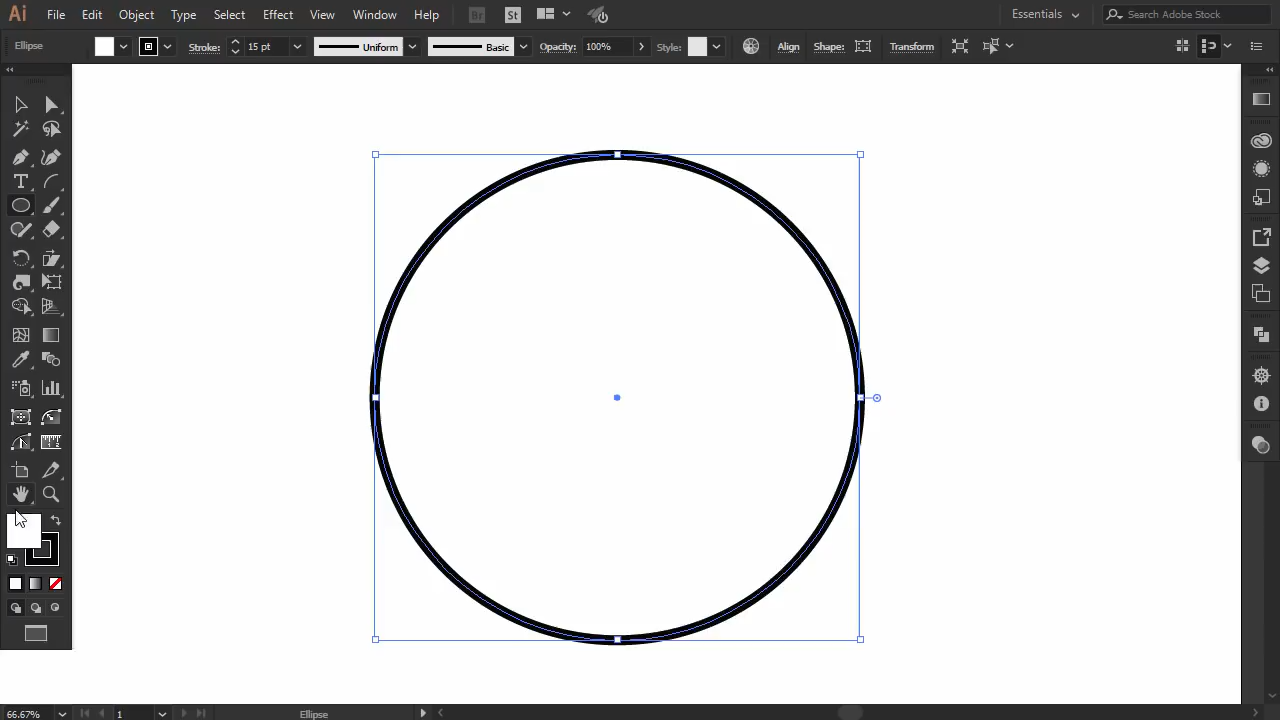 Ai File Edit Object Type Select Effect View Window Help Br St Essentials Search Adobe Stock
Ellipse Stroke: 15 pt Uniform Basic Opacity: 100% Style: Align Shape: Transform
T
66.67% 1 Ellipse